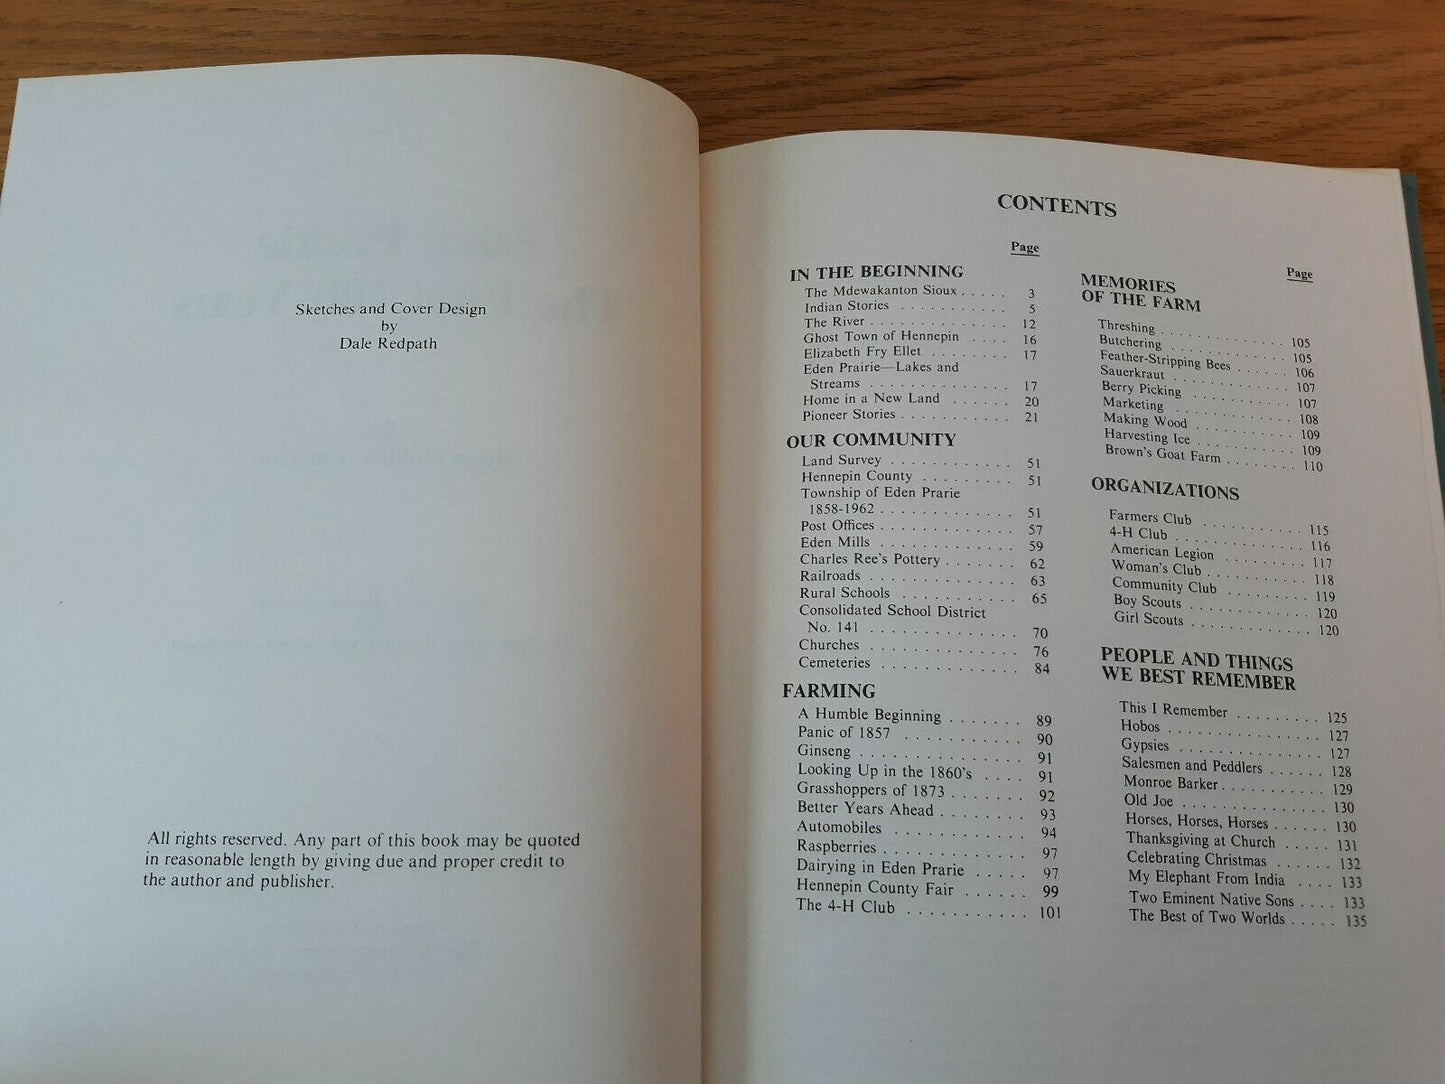 Sketches and Cover Design
by
Dale Redpath
All rights reserved. Any part of this book may be quoted
in reasonable length by giving due and proper credit to
the author and publisher.
CONTENTS
Page
IN THE BEGINNING
The Mdewakanton Sioux . . . . . 3
Indian Stories . . . . . . . . . . . 5
The River . . . . . . . . . . . . . . 12
Ghost Town of Hennepin . . . . 16
Elizabeth Fry Ellet . . . . . . . . 17
Eden Prairie—Lakes and
Streams . . . . . . . . . . . . . . 17
Home in a New Land . . . . . . 20
Pioneer Stories . . . . . . . . . . . 21
OUR COMMUNITY
Land Survey . . . . . . . . . . . . 51
Hennepin County . . . . . . . . . 51
Township of Eden Prarie
1858-1962 . . . . . . . . . . . . . 51
Post Offices . . . . . . . . . . . . . 57
Eden Mills . . . . . . . . . . . . . 59
Charles Ree's Pottery . . . . . . . 62
Railroads . . . . . . . . . . . . . . 63
Rural Schools . . . . . . . . . . . 65
Consolidated School District
No. 141 . . . . . . . . . . . . . . 70
Churches . . . . . . . . . . . . . . 76
Cemeteries . . . . . . . . . . . . . 84
FARMING
A Humble Beginning . . . . . . . 89
Panic of 1857 . . . . . . . . . . . 90
Ginseng . . . . . . . . . . . . . . . 91
Looking Up in the 1860's . . . . 91
Grasshoppers of 1873 . . . . . . . 92
Better Years Ahead . . . . . . . . 93
Automobiles . . . . . . . . . . . . 94
Raspberries . . . . . . . . . . . . . 97
Dairying in Eden Prarie . . . . . 97
Hennepin County Fair . . . . . . 99
The 4-H Club . . . . . . . . . . . 101
Page
MEMORIES
OF THE FARM
Threshing . . . . . . . . . . . . . 105
Butchering . . . . . . . . . . . . 105
Feather-Stripping Bees . . . . . . 106
Sauerkraut . . . . . . . . . . . . 107
Berry Picking . . . . . . . . . . 107
Marketing . . . . . . . . . . . . 108
Making Wood . . . . . . . . . . 109
Harvesting Ice . . . . . . . . . . 109
Brown's Goat Farm . . . . . . . 110
ORGANIZATIONS
Farmers Club . . . . . . . . . . 115
4-H Club . . . . . . . . . . . . . 116
American Legion . . . . . . . . . 117
Woman's Club . . . . . . . . . . 118
Community Club . . . . . . . . . 119
Boy Scouts . . . . . . . . . . . . 120
Girl Scouts . . . . . . . . . . . . 120
PEOPLE AND THINGS
WE BEST REMEMBER
This I Remember . . . . . . . . . 125
Hobos . . . . . . . . . . . . . . . 127
Gypsies . . . . . . . . . . . . . . 127
Salesmen and Peddlers . . . . . . 128
Monroe Barker . . . . . . . . . . . 129
Old Joe . . . . . . . . . . . . . . 130
Horses, Horses, Horses . . . . . . 130
Thanksgiving at Church . . . . . 131
Celebrating Christmas . . . . . . 132
My Elephant From India . . . . 133
Two Eminent Native Sons . . . . 133
The Best of Two Worlds . . . . . 135